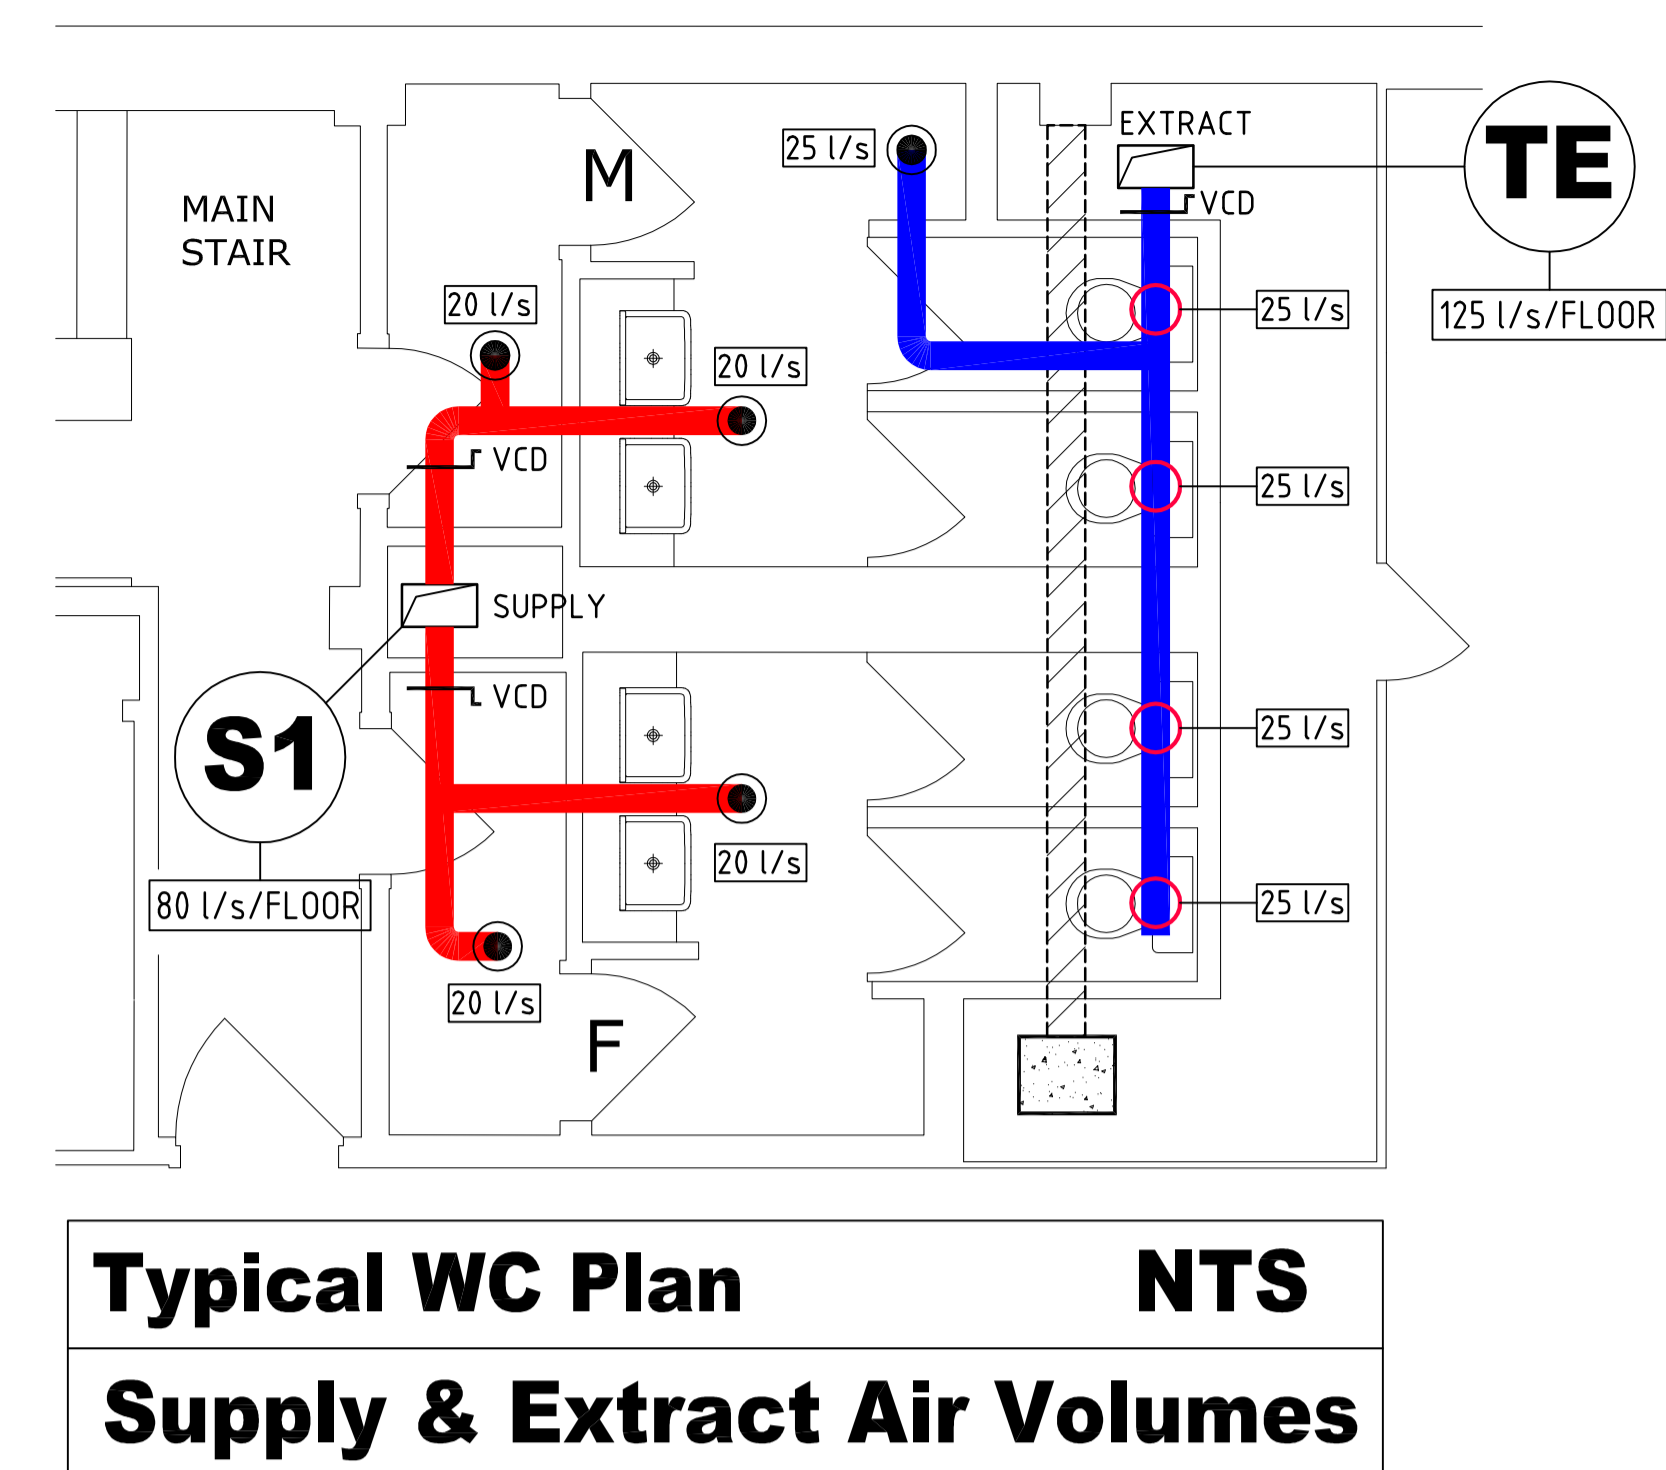 EXTRACT
TE
25 l/s
M
MAIN
STAIR
VCD
20 l/s
25 l/s
125 l/s/FLOOR
20 l/s
VCD
25 l/s
SUPPLY
VCD
25 l/s
S1
20 l/s
80 l/s/FLOOR
25 l/s
20 l/s
F
Typical WC Plan NTS
Supply & Extract Air Volumes